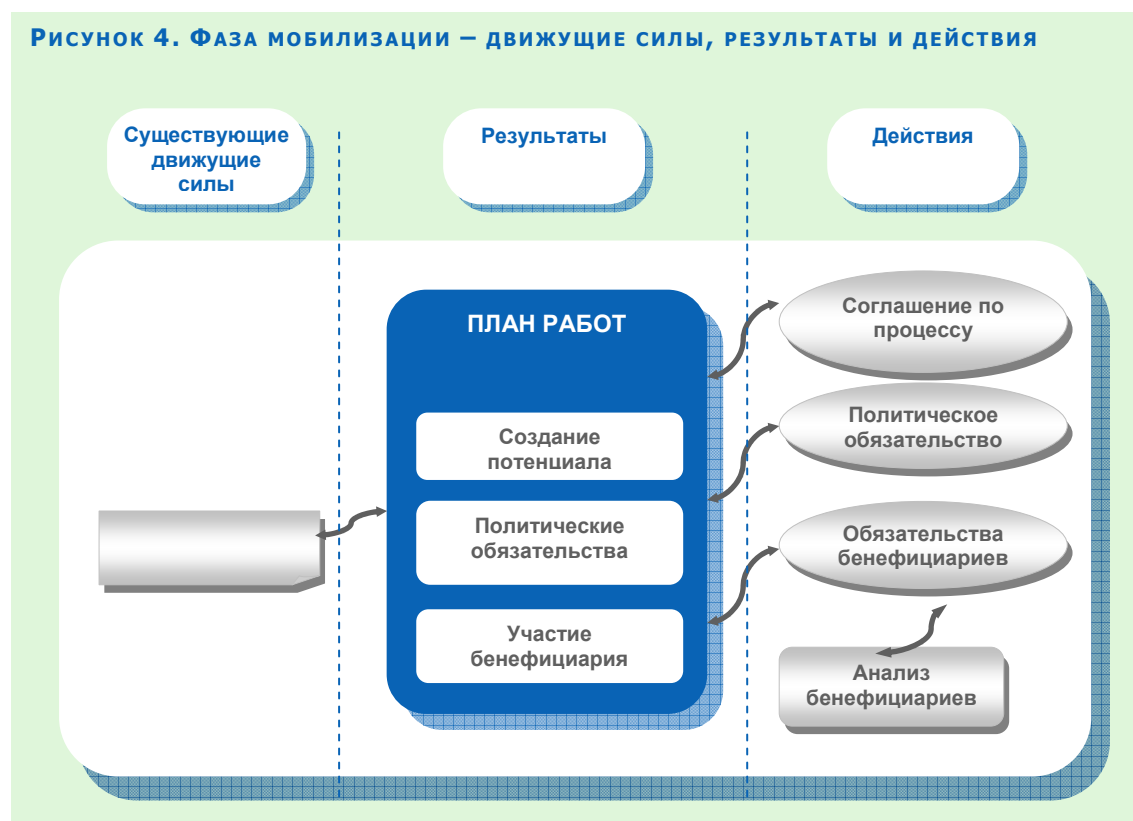 Рисунок 4. Фаза мобилизации – движущие силы, результаты и действия
Существующие
движущие
силы
Результаты
Действия
ПЛАН РАБОТ
Создание
потенциала
Политические
обязательства
Участие
бенефициария
Соглашение по
процессу
Политическое
обязательство
Обязательства
бенефициариев
Анализ
бенефициариев